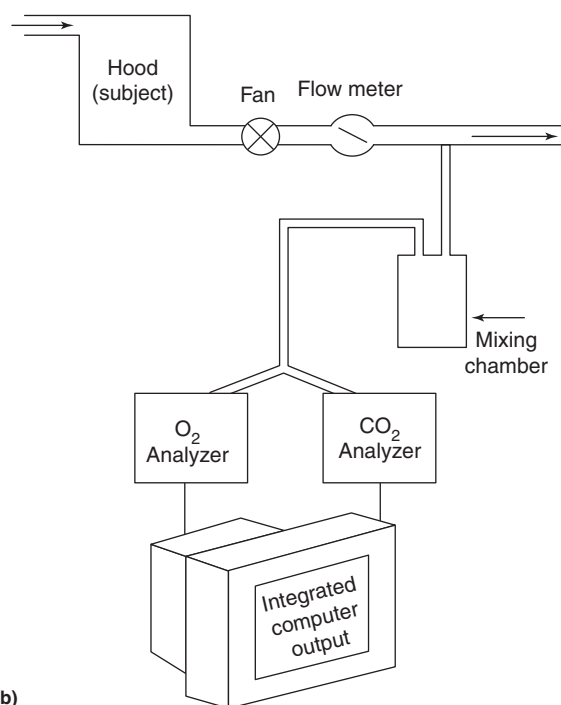 Hood
(subject)
Fan
Flow meter
Mixing
chamber
O2
Analyzer
CO2
Analyzer
Integrated
computer
output
b)